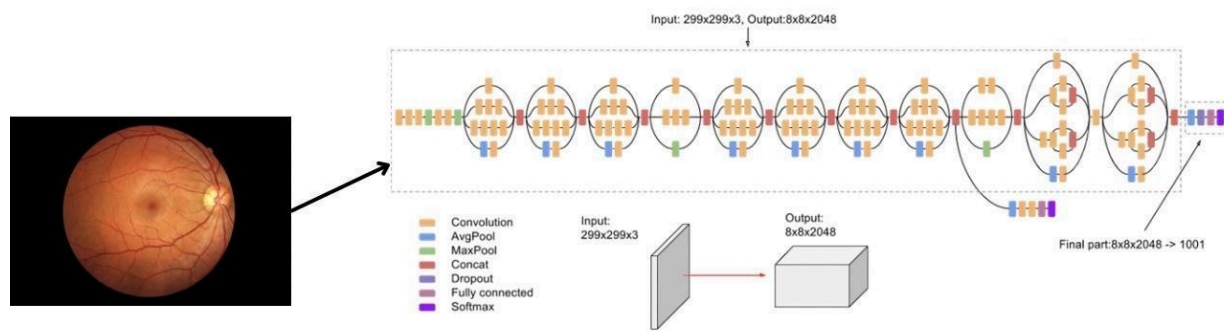 Input: 299x299x3, Output:8x8x2048
Convolution
AvgPool
MaxPool
Concat
Dropout
Fully connected
Softmax
Input:
299x299x3
Output:
8x8x2048
Final part:8x8x2048 -> 1001